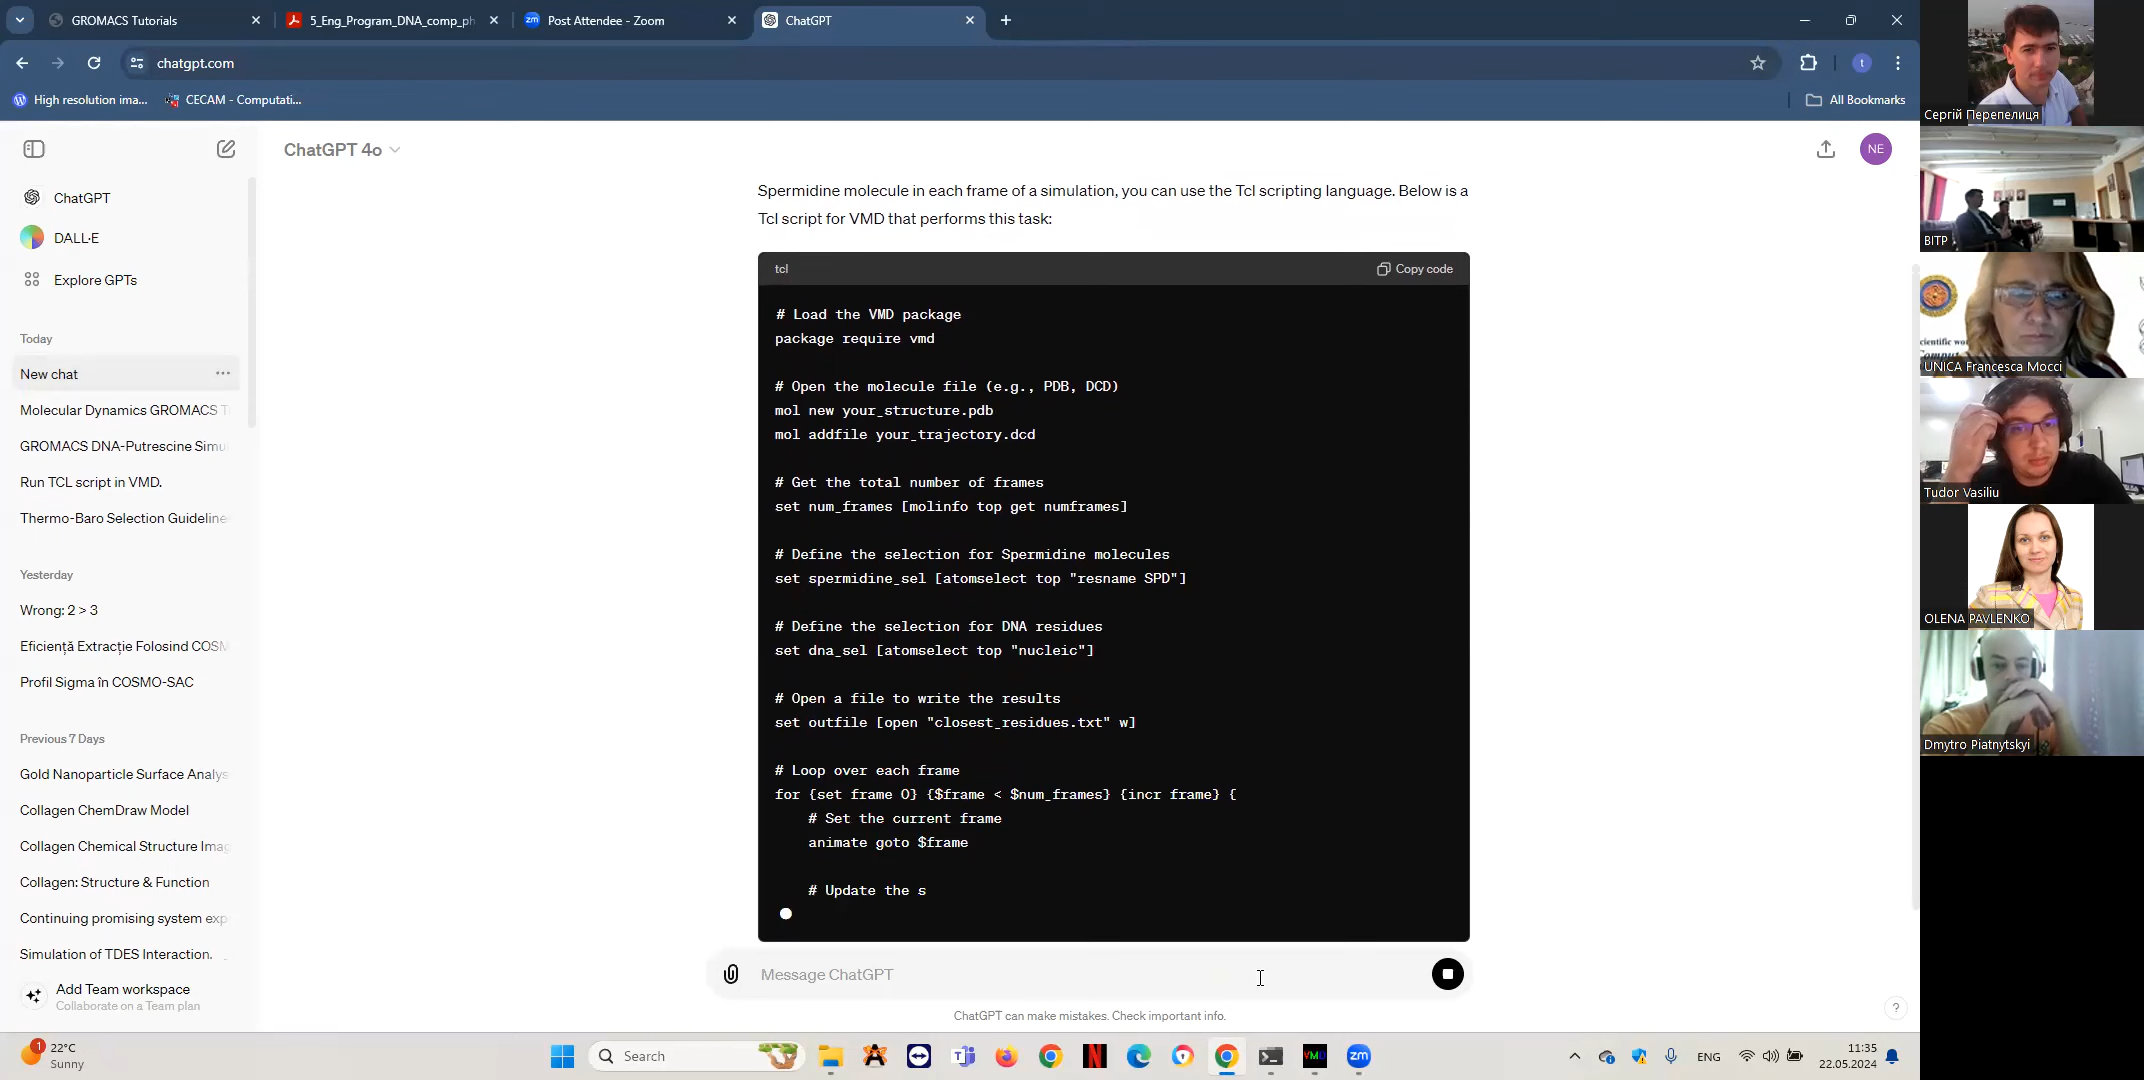 GROMACS Tutorials
5_Eng_Program_DNA_comp_ph
Post Attendee - Zoom
ChatGPT
chatgpt.com
t
High resolution ima...
CECAM - Computati...
All Bookmarks
ChatGPT
DALL·E
Explore GPTs
Today
New chat
Molecular Dynamics GROMACS T
GROMACS DNA-Putrescine Simu
Run TCL script in VMD.
Thermo-Baro Selection Guideline
Yesterday
Wrong: 2 > 3
Eficiență Extracție Folosind COSM
Profil Sigma în COSMO-SAC
Previous 7 Days
Gold Nanoparticle Surface Analys
Collagen ChemDraw Model
Collagen Chemical Structure Imag
Collagen: Structure & Function
Continuing promising system exp
Simulation of TDES Interaction.
Add Team workspace
Collaborate on a Team plan
ChatGPT 4o
NE
Spermidine molecule in each frame of a simulation, you can use the Tcl scripting language. Below is a
Tcl script for VMD that performs this task:
tcl
Copy code
# Load the VMD package
package require vmd
# Open the molecule file (e.g., PDB, DCD)
mol new your_structure.pdb
mol addfile your_trajectory.dcd
# Get the total number of frames
set num_frames [molinfo top get numframes]
# Define the selection for Spermidine molecules
set spermidine_sel [atomselect top "resname SPD"]
# Define the selection for DNA residues
set dna_sel [atomselect top "nucleic"]
# Open a file to write the results
set outfile [open "closest_residues.txt" w]
# Loop over each frame
for {set frame 0} {$frame < $num_frames} {incr frame} {
# Set the current frame
animate goto $frame
# Update the s
Message ChatGPT
ChatGPT can make mistakes. Check important info.
?
Сергій Перепелиця
BITP
UNICA Francesca Mocci
Tudor Vasiliu
OLENA PAVLENKO
Dmytro Piatnytskyi
1
22°C
Sunny
Search
VMD
zm
ENG
11:35
22.05.2024